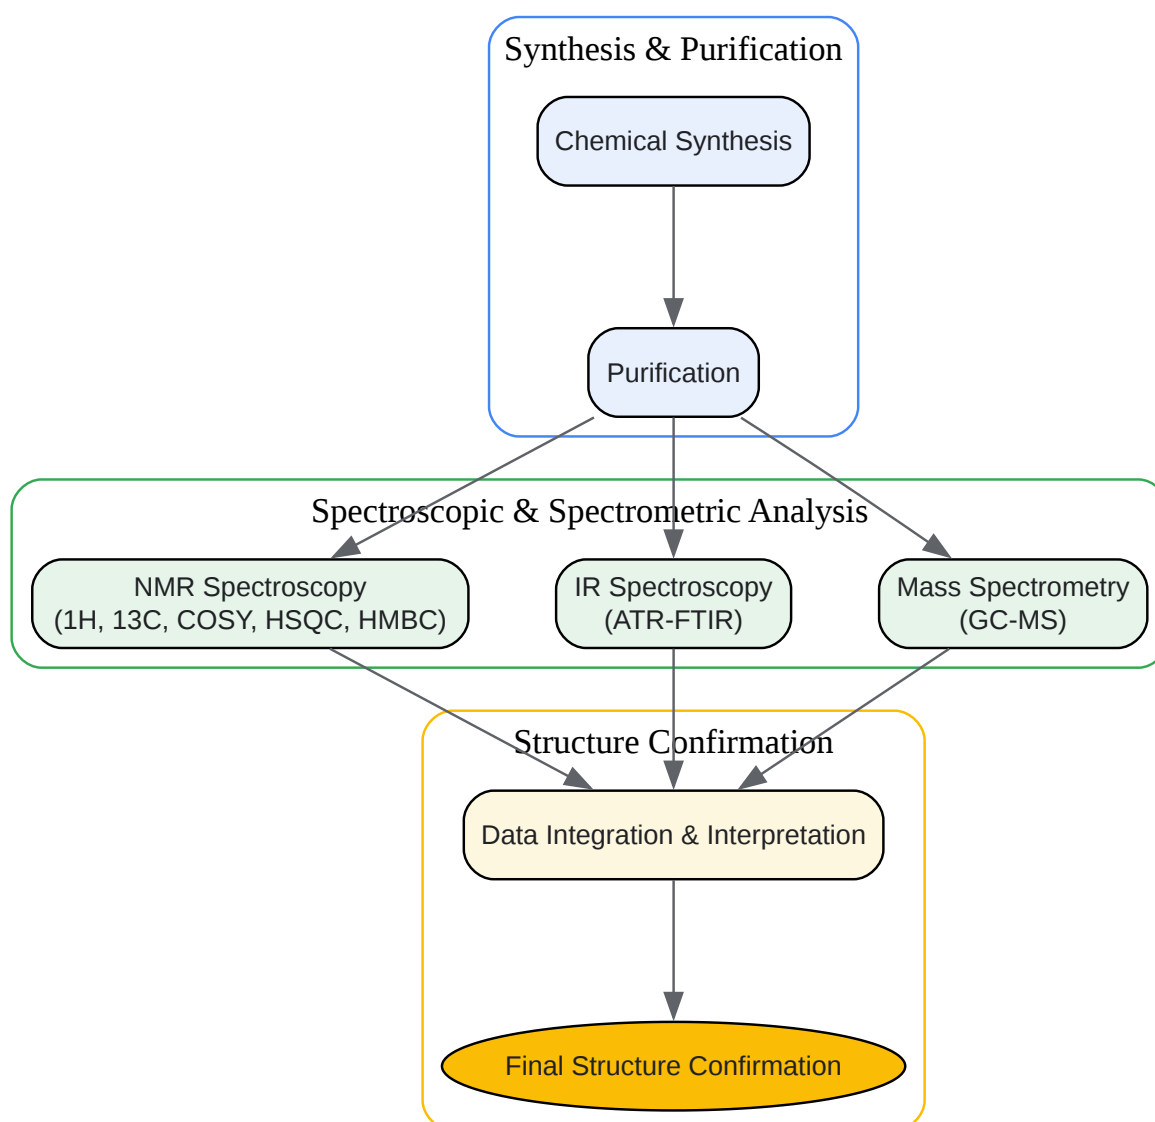 Synthesis & Purification
Chemical Synthesis
Purification
Spectroscopic & Spectrometric Analysis
NMR Spectroscopy
(1H, 13C, COSY, HSQC, HMBC)
IR Spectroscopy
(ATR-FTIR)
Mass Spectrometry
(GC-MS)
Structure Confirmation
Data Integration & Interpretation
Final Structure Confirmation